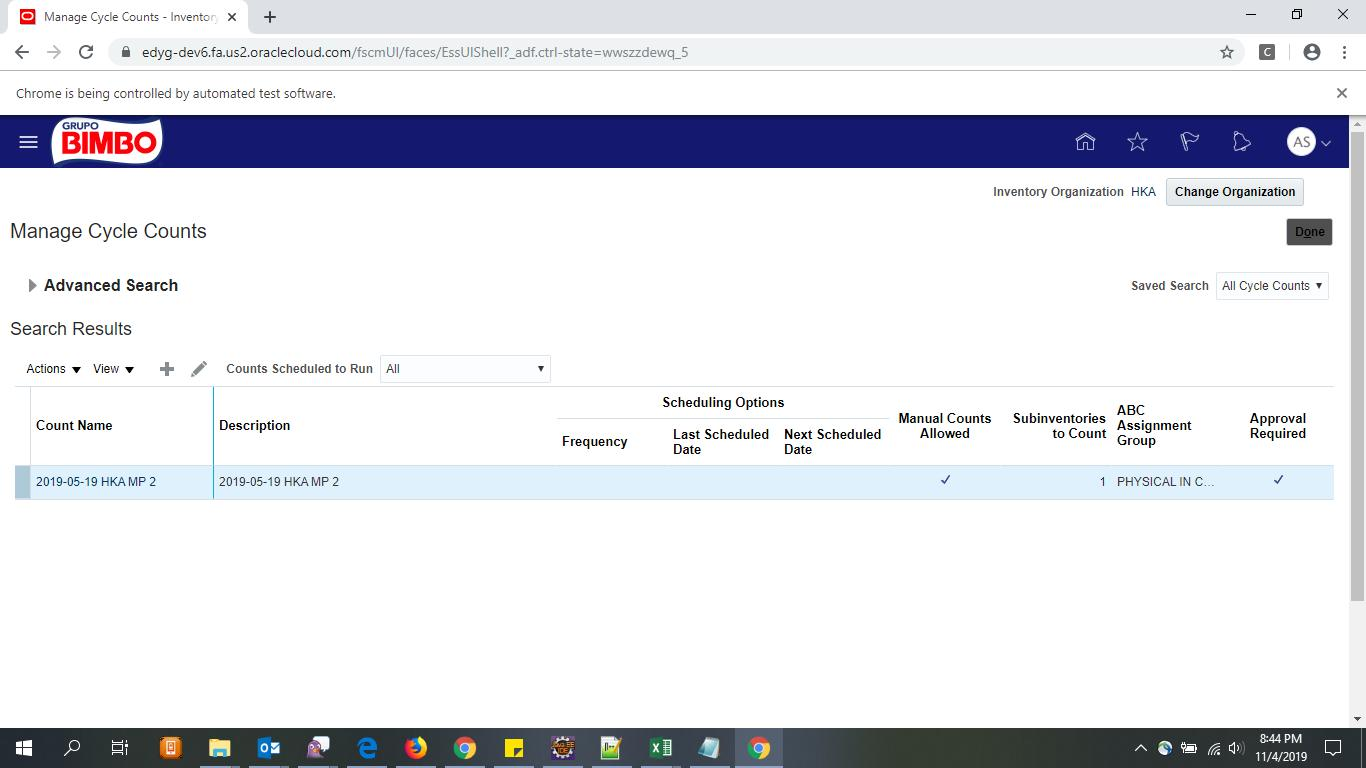 Manage Cycle Counts - Inventory
edyg-dev6.fa.us2.oraclecloud.com/fscmUI/faces/EssUIShell?_adf.ctrl-state=wwszzdewq_5
C
Chrome is being controlled by automated test software.
GRUPO
BIMBO
AS
Inventory Organization HKA Change Organization
Manage Cycle Counts
Done
Advanced Search
Saved Search All Cycle Counts
Search Results
Actions View Counts Scheduled to Run All
Count Name
Description
Scheduling Options
Frequency
Last Scheduled Date
Next Scheduled Date
Manual Counts Allowed
Subinventories to Count
ABC Assignment Group
Approval Required
2019-05-19 HKA MP 2 2019-05-19 HKA MP 2 1 PHYSICAL IN C...
8:44 PM
11/4/2019